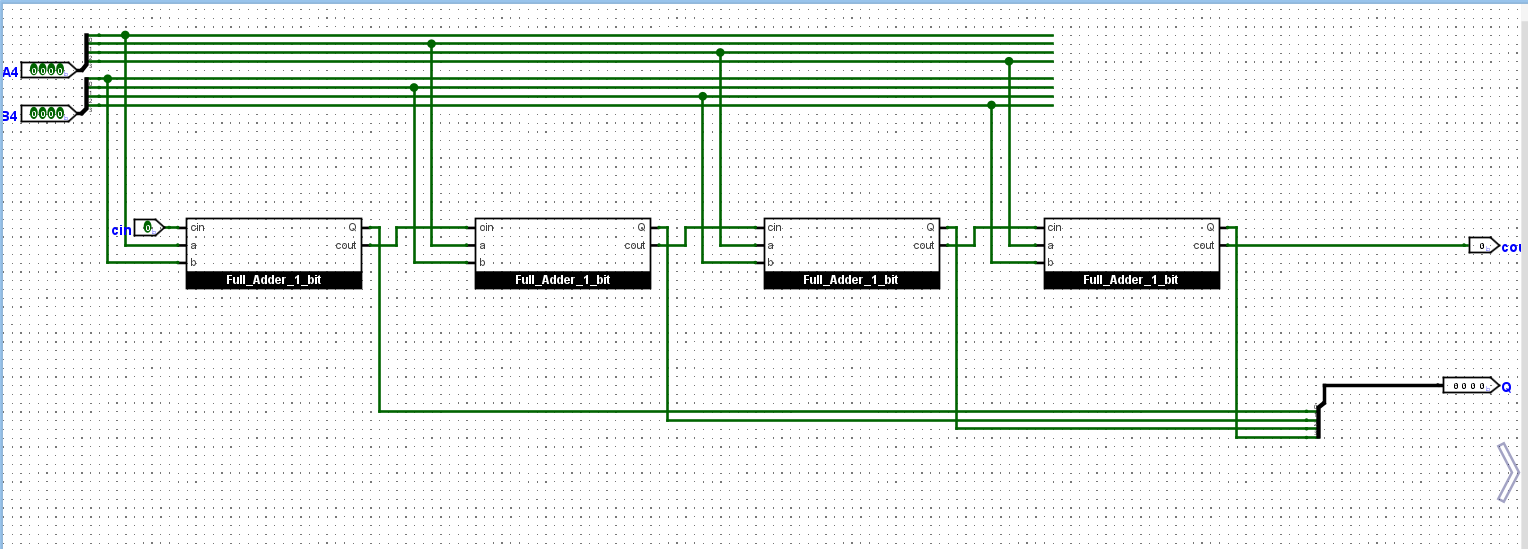 A4 0000
B4 0000
cin 0
cin Q
a cout
b
Full_Adder_1_bit
cin Q
a cout
b
Full_Adder_1_bit
cin Q
a cout
b
Full_Adder_1_bit
cin Q
a cout
b
Full_Adder_1_bit
0 cou
0000 Q